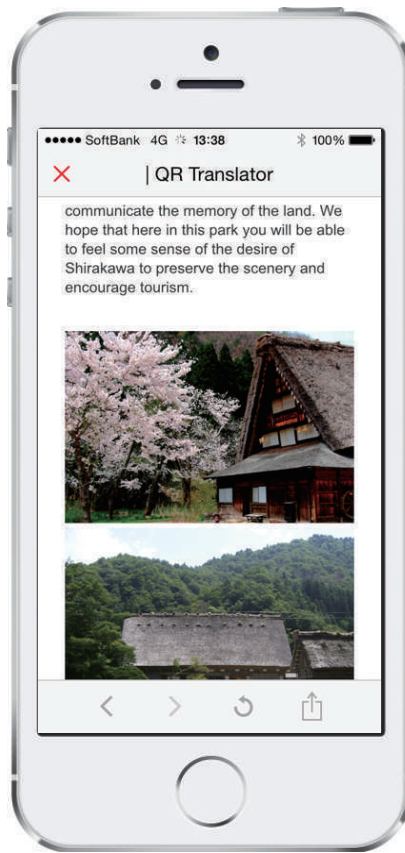 SoftBank 4G 13:38 100%
| QR Translator
communicate the memory of the land. We
hope that here in this park you will be able
to feel some sense of the desire of
Shirakawa to preserve the scenery and
encourage tourism.